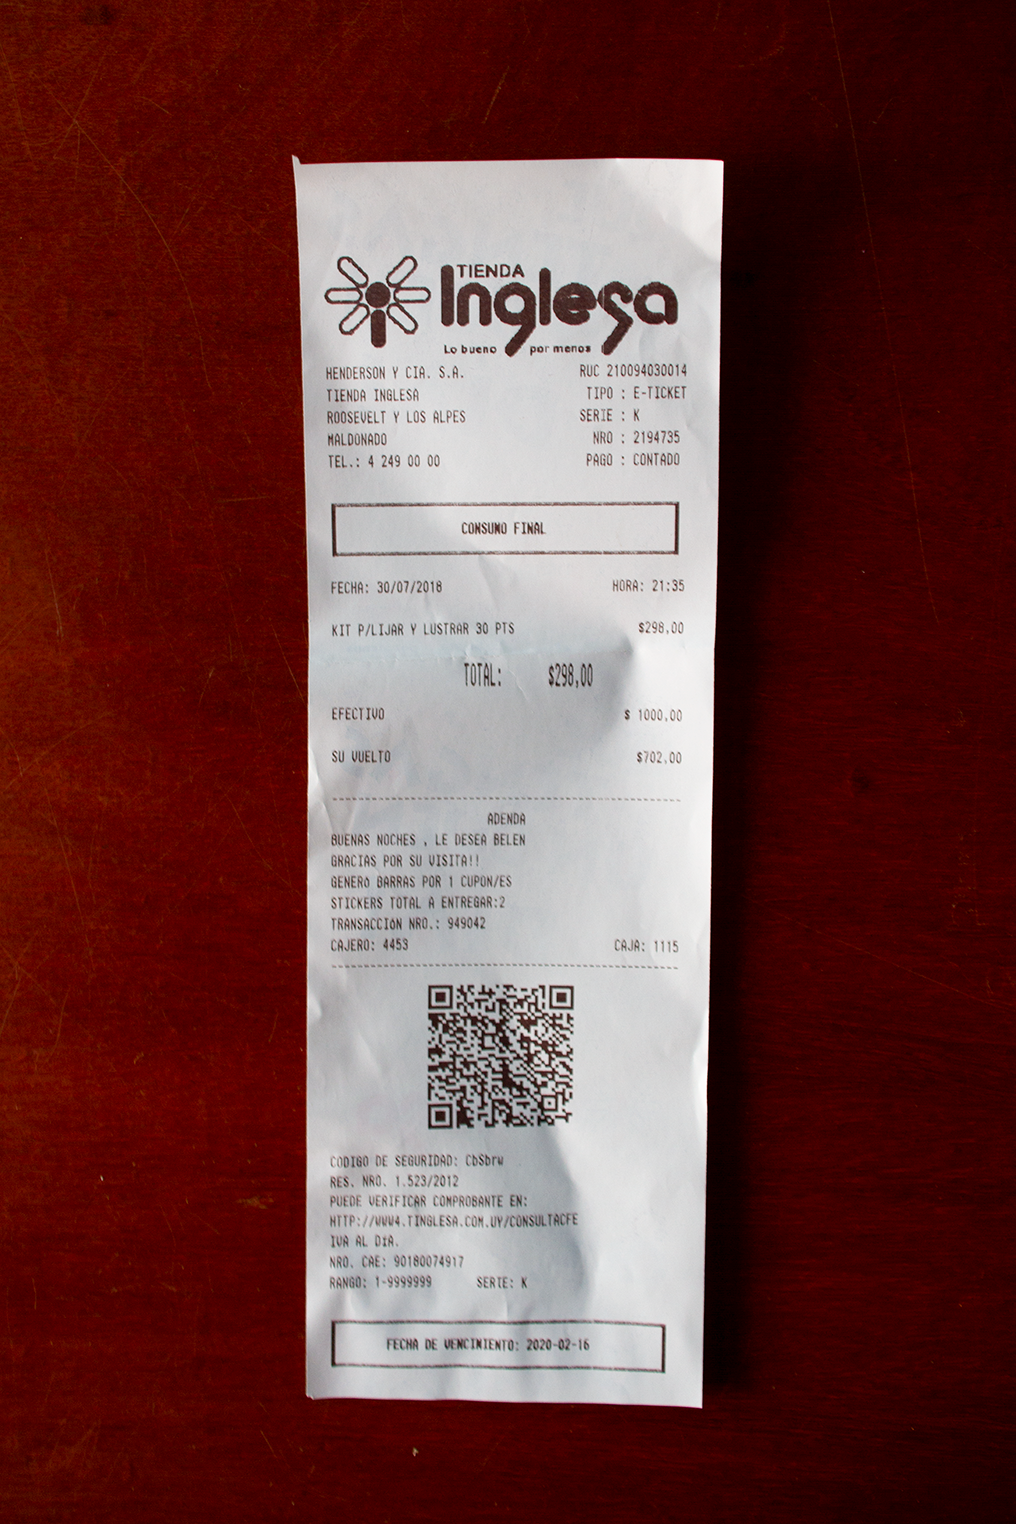 TIENDA
Inglesa
Lo bueno por menos
HENDERSON Y CIA. S.A. RUC 210094030014
TIENDA INGLESA TIPO : E-TICKET
ROOSEVELT Y LOS ALPES SERIE : K
MALDONADO NRO : 2194735
TEL.: 4 249 00 00 PAGO : CONTADO
CONSUMO FINAL
FECHA: 30/07/2018 HORA: 21:35
KIT P/LIJAR Y LUSTRAR 30 PTS $298,00
TOTAL: $298,00
EFECTIVO $ 1000,00
SU VUELTO $702,00
ADENDA
BUENAS NOCHES , LE DESEA BELEN
GRACIAS POR SU VISITA!!
GENERó BARRAS POR 1 CUPON/ES
STICKERS TOTAL A ENTREGAR:2
TRANSACCIóN NRO.: 949042
CAJERO: 4453 CAJA: 1115
CODIGO DE SEGURIDAD: CbSbrw
RES. NRO. 1.523/2012
PUEDE VERIFICAR COMPROBANTE EN:
HTTP://WWW4.TINGLESA.COM.UY/CONSULTACFE
IVA AL DíA.
NRO. CAE: 90180074917
RANGO: 1-9999999 SERIE: K
FECHA DE VENCIMIENTO: 2020-02-16